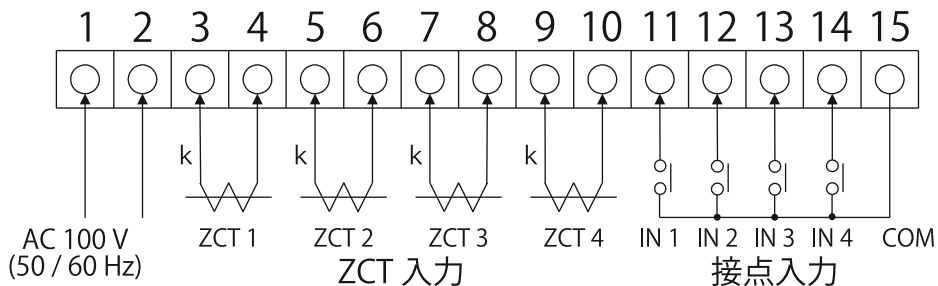 1 2 3 4 5 6 7 8 9 10 11 12 13 14 15
k k k k
AC 100 V ZCT 1 ZCT 2 ZCT 3 ZCT 4 IN 1 IN 2 IN 3 IN 4 COM
(50 / 60 Hz) ZCT 入力 接点入力